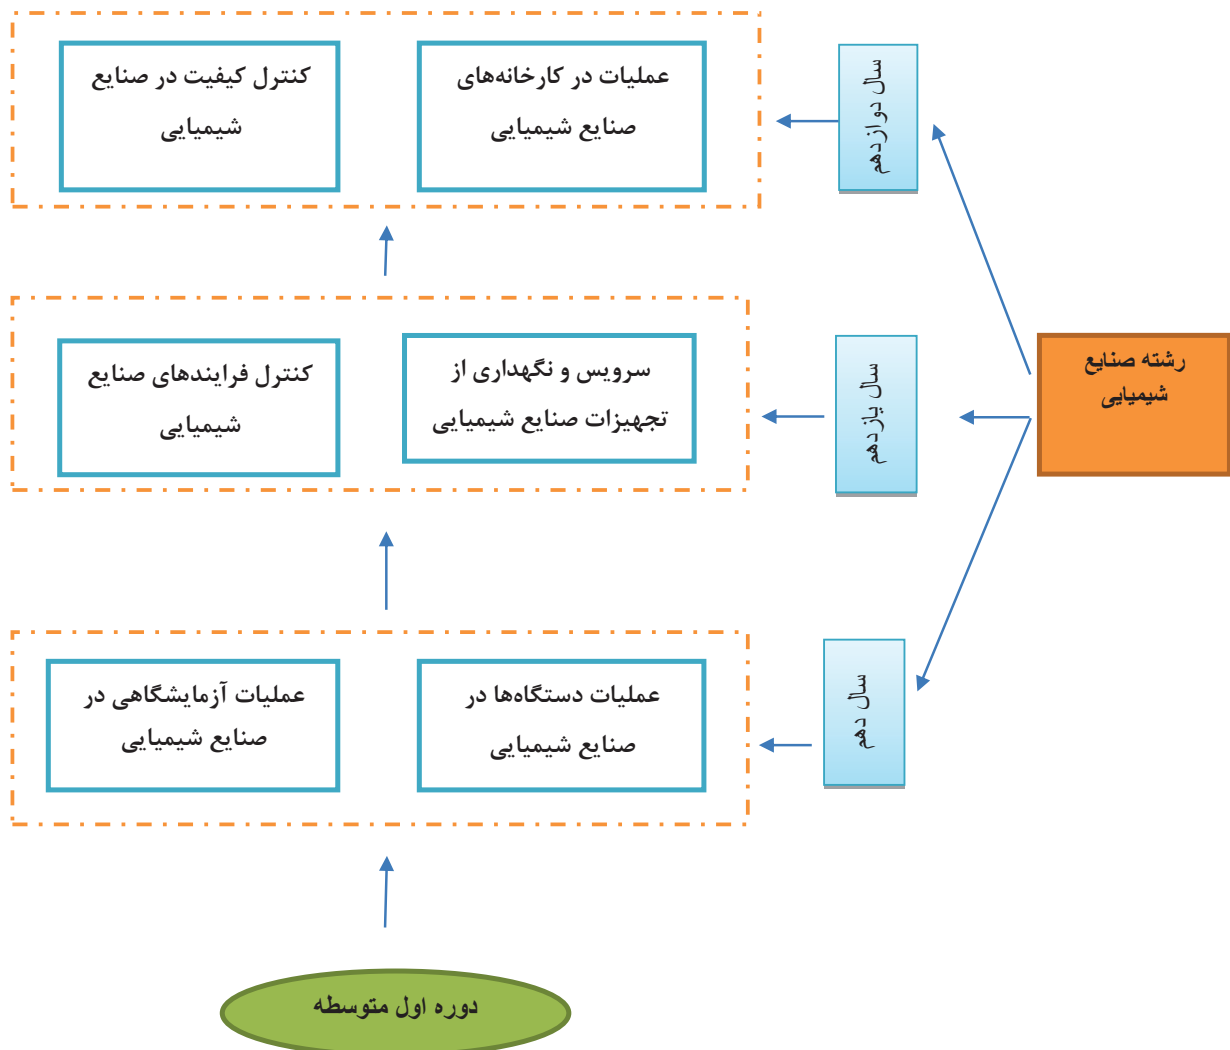 عملیات در کارخانه‌های
صنایع شیمیایی
کنترل کیفیت در صنایع
شیمیایی
سال دوازدهم
رشته صنایع
شیمیایی
سال یازدهم
سرویس و نگهداری از
تجهیزات صنایع شیمیایی
کنترل فرایندهای صنایع
شیمیایی
سال دهم
عملیات دستگاه‌ها در
صنایع شیمیایی
عملیات آزمایشگاهی در
صنایع شیمیایی
دوره اول متوسطه